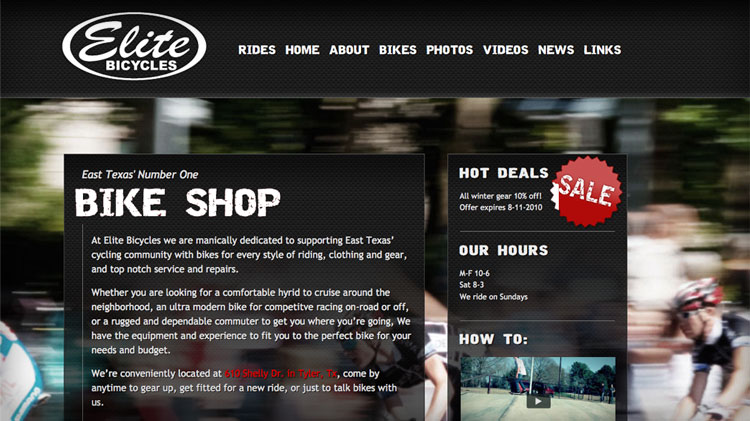 Elite
BICYCLES
RIDES HOME ABOUT BIKES PHOTOS VIDEOS NEWS LINKS
East Texas' Number One
BIKE SHOP
At Elite Bicycles we are manically dedicated to supporting East Texas'
cycling community with bikes for every style of riding, clothing and gear,
and top notch service and repairs.
Whether you are looking for a comfortable hyrid to cruise around the
neighborhood, an ultra modern bike for competitve racing on-road or off,
or a rugged and dependable commuter to get you where you're going, We
have the equipment and experience to fit you to the perfect bike for your
needs and budget.
We're conveniently located at 619 Shelly Dr. in Tyler, TX, come by
anytime to gear up, get fitted for a new ride, or just to talk bikes with
us.
HOT DEALS
SALE
All winter gear 10% off!
Offer expires 8-11-2010
OUR HOURS
M-F 10-6
Sat 8-3
We ride on Sundays
HOW TO: